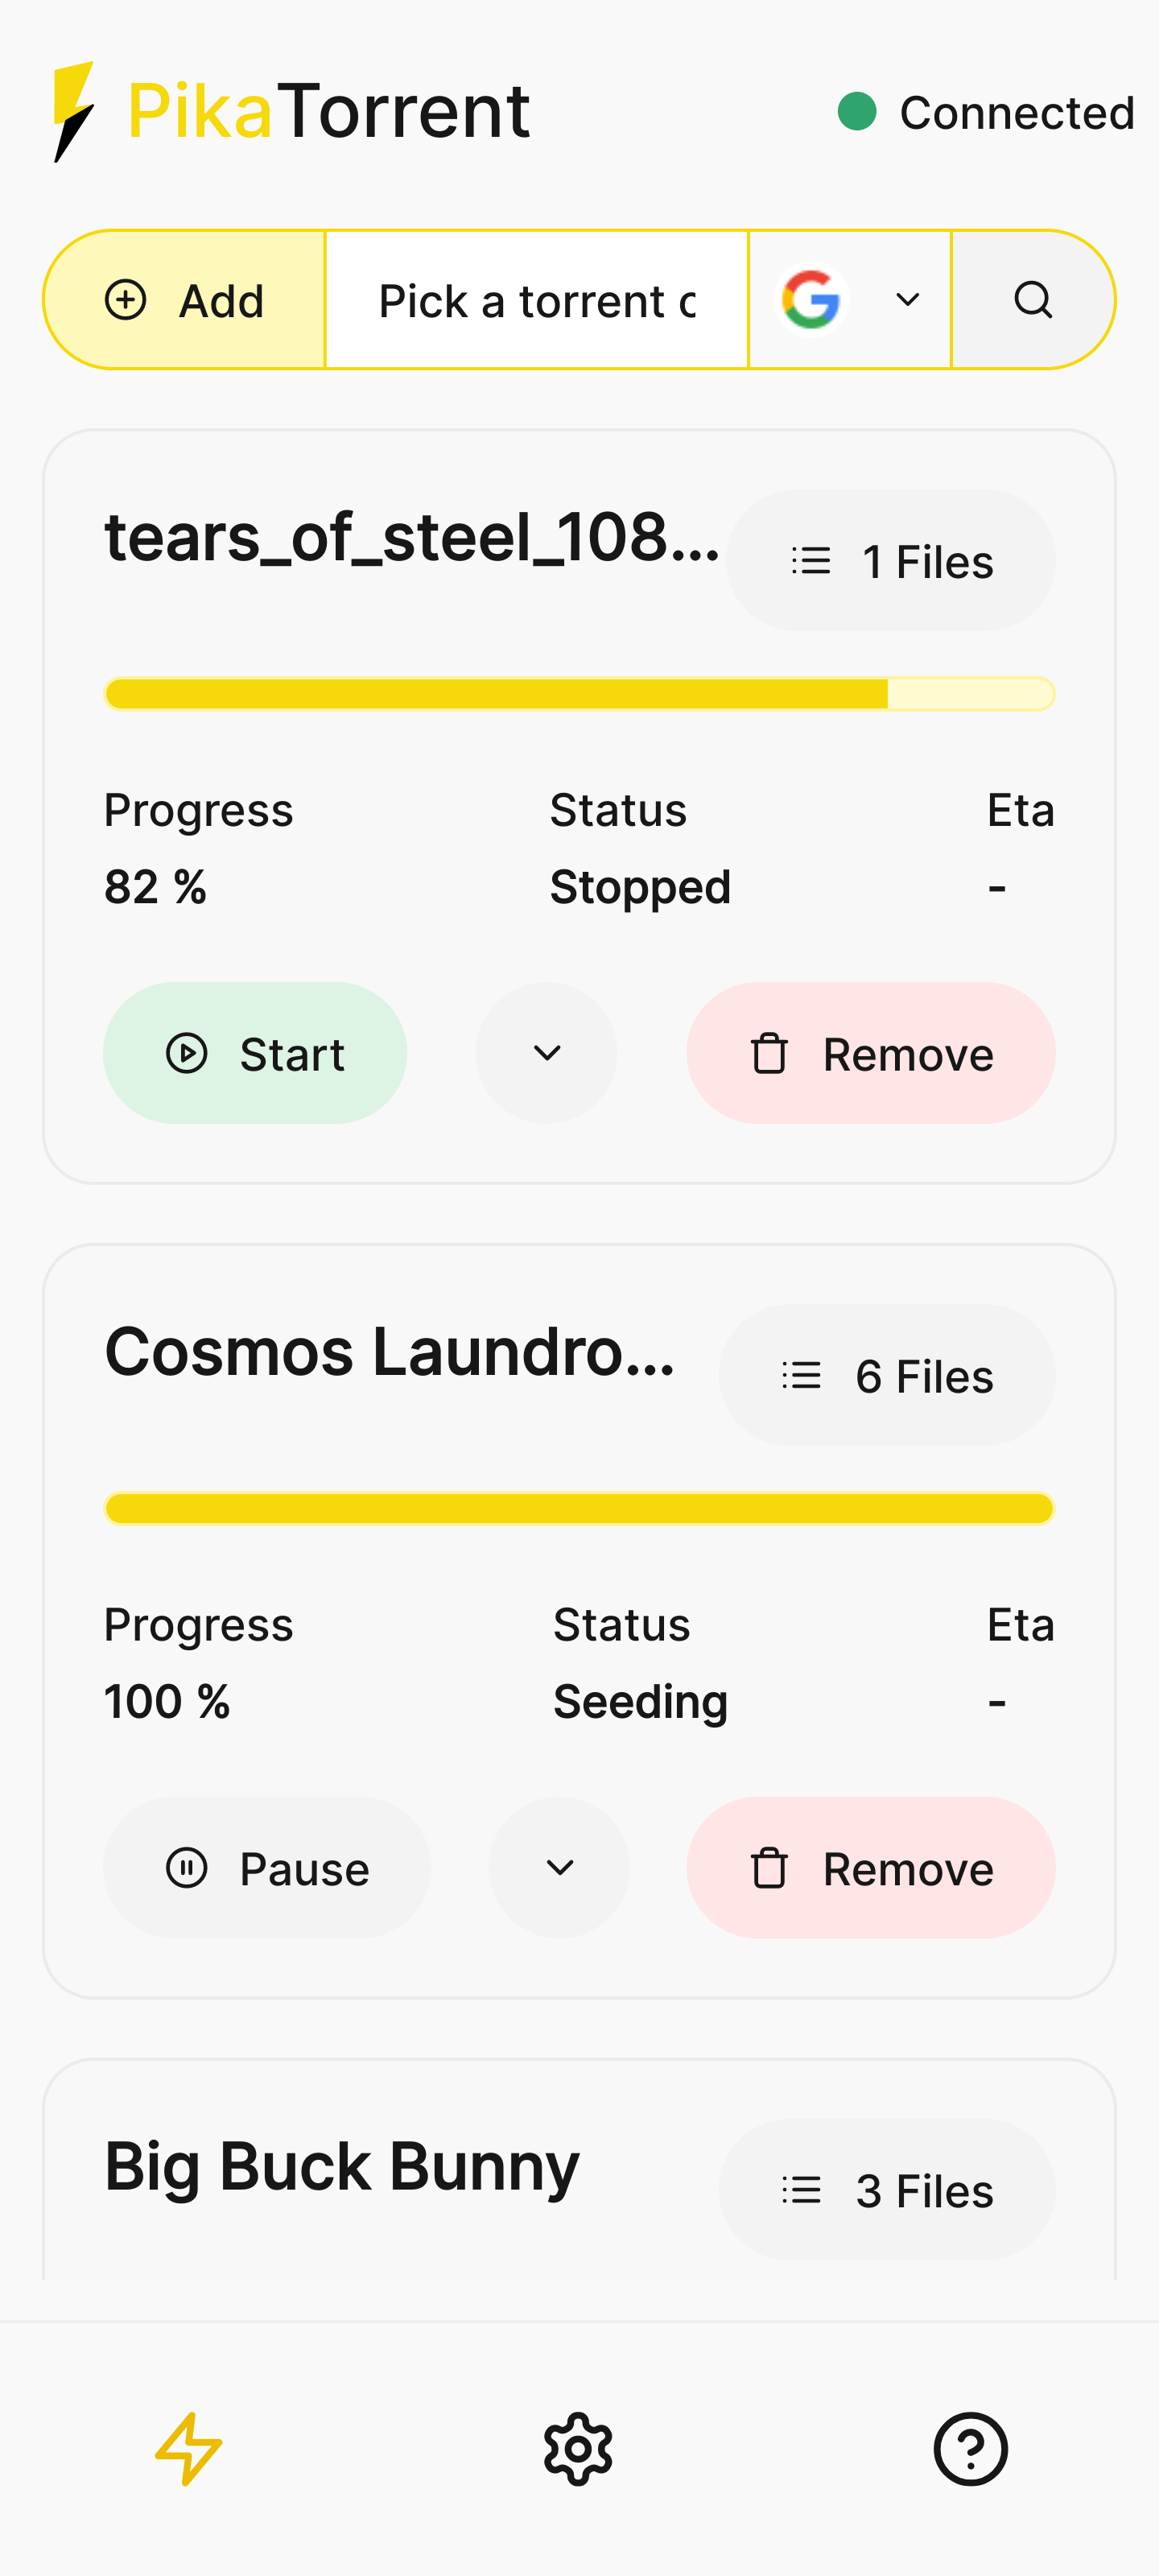 PikaTorrent
Connected
Add
Pick a torrent c
tears_of_steel_108...
1 Files
Progress
Status
Eta
82 %
Stopped
-
Start
Remove
Cosmos Laundro...
6 Files
Progress
Status
Eta
100 %
Seeding
-
Pause
Remove
Big Buck Bunny
3 Files